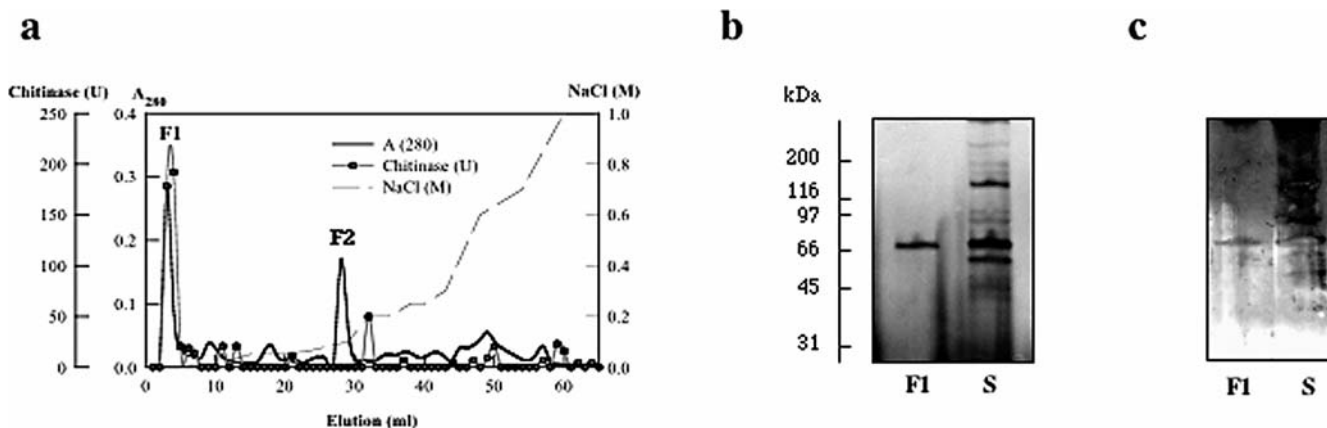 a
b
c
Chitinase (U)
A280
NaCl (M)
250
200
150
100
50
0
0.4
0.3
0.2
0.1
0.0
F1
F2
A (280)
Chitinase (U)
NaCl (M)
1.0
0.8
0.6
0.4
0.2
0.0
0 10 20 30 40 50 60
Elution (ml)
kDa
200
116
97
66
45
31
F1 S
F1 S